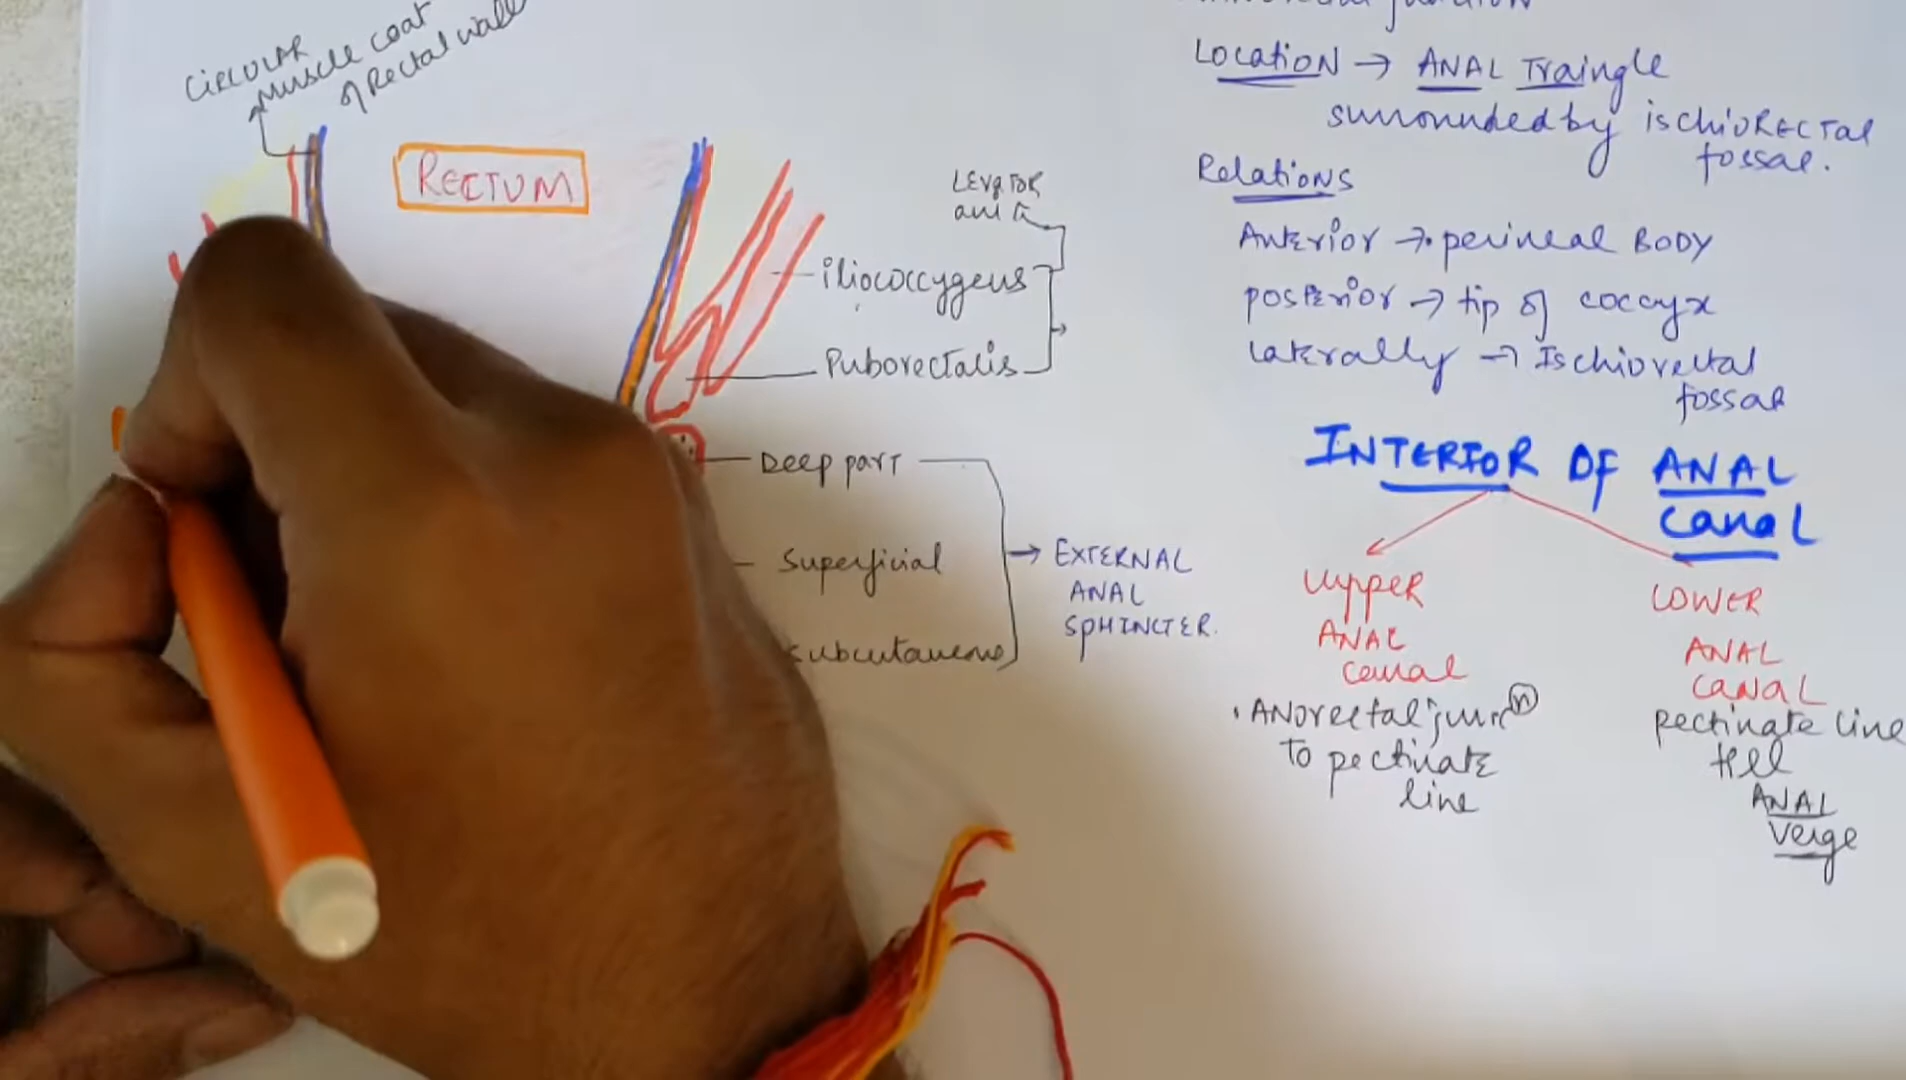 CIRCULAR
Muscle coat
of Rectal wall
RECTUM
LEVATOR
ani
iliococcygeus
Puborectalis
Deep part
Superficial
subcutaneous
EXTERNAL
ANAL
SPHINCTER.
Location → ANAL Traingle
surrounded by ischioRECTal
fossae.
Relations
Anterior → perineal BODY
posterior → tip of coccyx
laterally → Ischiorectal
fossae
INTERIOR OF ANAL
canal
Upper
ANAL
canal
ANorectal junc(n)
To pectinate
line
LOWER
ANAL
CANAL
Pectinate line
till
ANAL
Verge